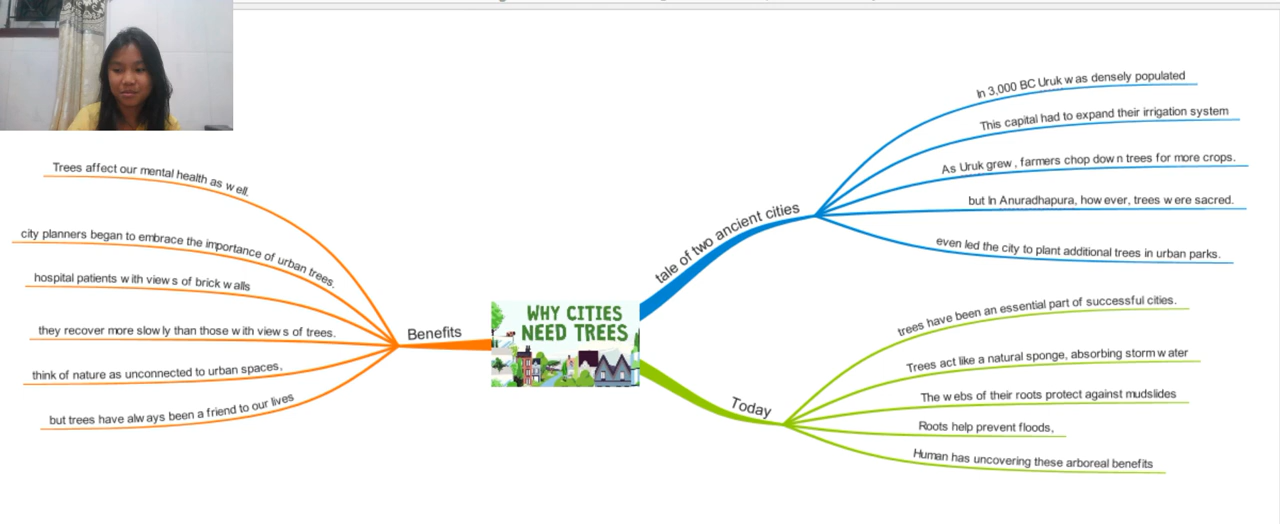 In 3,000 BC Uruk was densely populated
This capital had to expand their irrigation system
As Uruk grew, farmers chop down trees for more crops.
but In Anuradhapura, however, trees were sacred.
even led the city to plant additional trees in urban parks.
tale of two ancient cities
Trees affect our mental health as well.
city planners began to embrace the importance of urban trees.
hospital patients with views of brick walls
they recover more slowly than those with views of trees.
think of nature as unconnected to urban spaces,
but trees have always been a friend to our lives
Benefits
WHY CITIES
NEED TREES
trees have been an essential part of successful cities.
Trees act like a natural sponge, absorbing storm water
The webs of their roots protect against mudslides
Roots help prevent floods,
Human has uncovering these arboreal benefits
Today